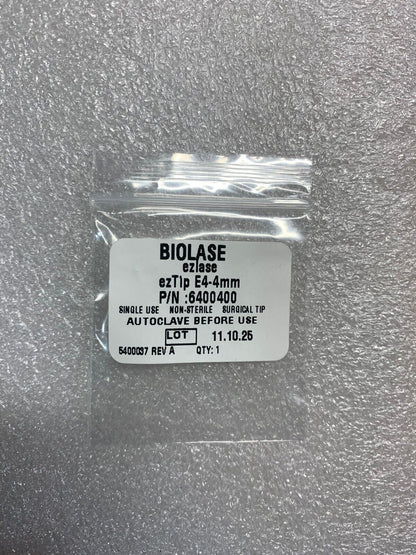 BIOLASE
ezlase
ezTip E4-4mm
P/N :6400400
SINGLE USE NON-STERILE SURGICAL TIP
AUTOCLAVE BEFORE USE
LOT 11.10.25
5400037 REV A QTY: 1